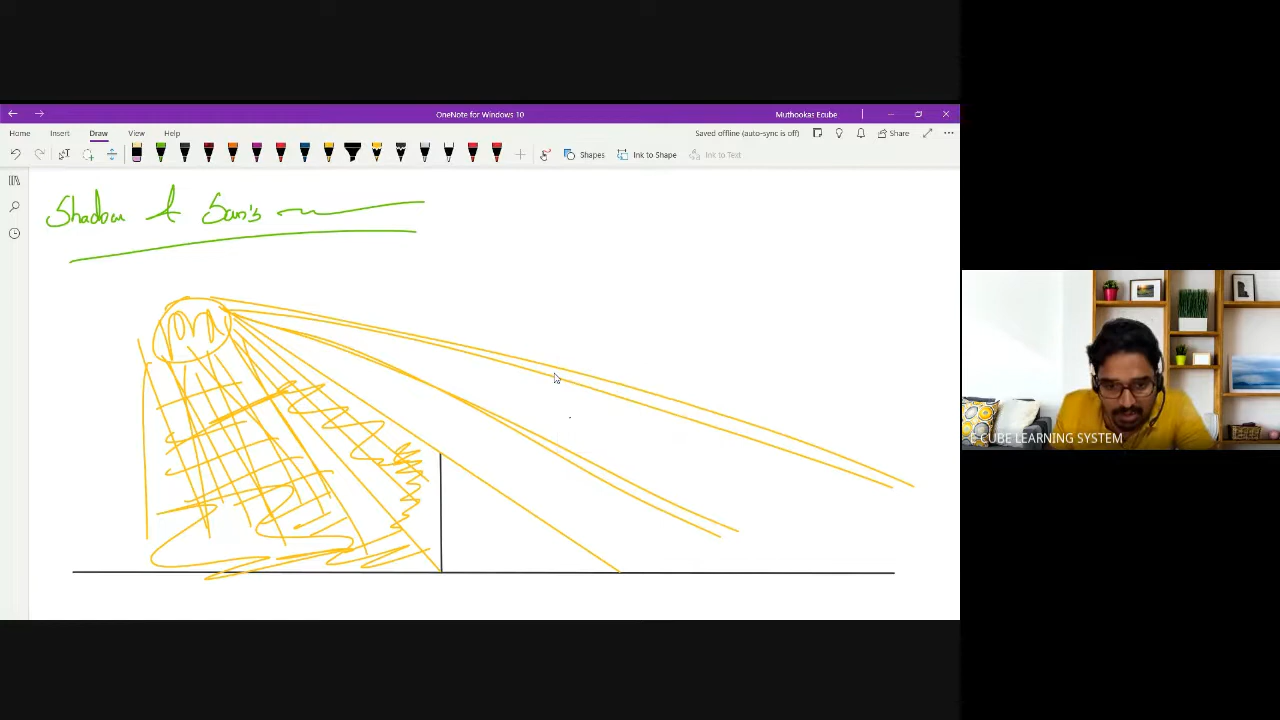 OneNote for Windows 10
Muthookas Ecube
Home Insert Draw View Help
Saved offline (auto-sync is off)
Share
Shapes
Ink to Shape
Ink to Text
Shadow & Sun's
E CUBE LEARNING SYSTEM